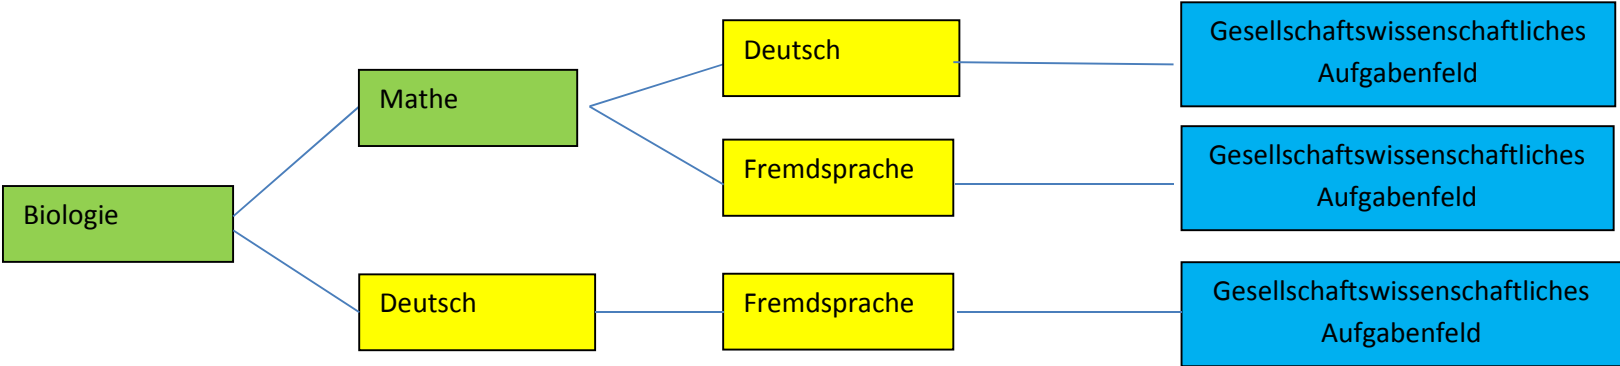 Biologie
Mathe
Deutsch
Deutsch
Fremdsprache
Fremdsprache
Gesellschaftswissenschaftliches
Aufgabenfeld
Gesellschaftswissenschaftliches
Aufgabenfeld
Gesellschaftswissenschaftliches
Aufgabenfeld